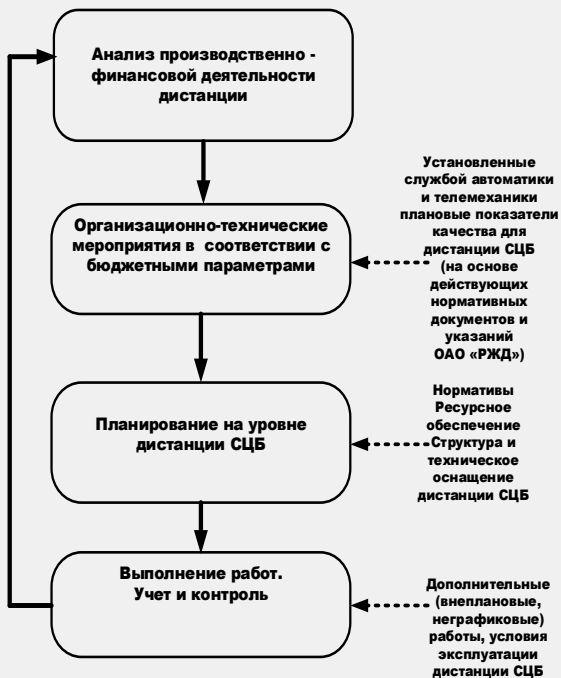 Анализ производственно -
финансовой деятельности
дистанции
Организационно-технические
мероприятия в соответствии с
бюджетными параметрами
Установленные
службой автоматики
и телемеханики
плановые показатели
качества для
дистанции СЦБ
(на основе
действующих
нормативных
документов и
указаний
ОАО «РЖД»)
Планирование на уровне
дистанции СЦБ
Нормативы
Ресурсное
обеспечение
Структура и
техническое
оснащение
дистанции СЦБ
Выполнение работ.
Учет и контроль
Дополнительные
(внеплановые,
неграфиковые)
работы, условия
эксплуатации
дистанции СЦБ